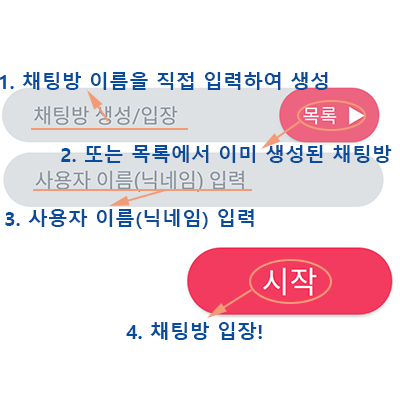 1. 채팅방 이름을 직접 입력하여 생성
채팅방 생성/입장
목록 ▶
2. 또는 목록에서 이미 생성된 채팅방
사용자 이름(닉네임) 입력
3. 사용자 이름(닉네임) 입력
시작
4. 채팅방 입장!